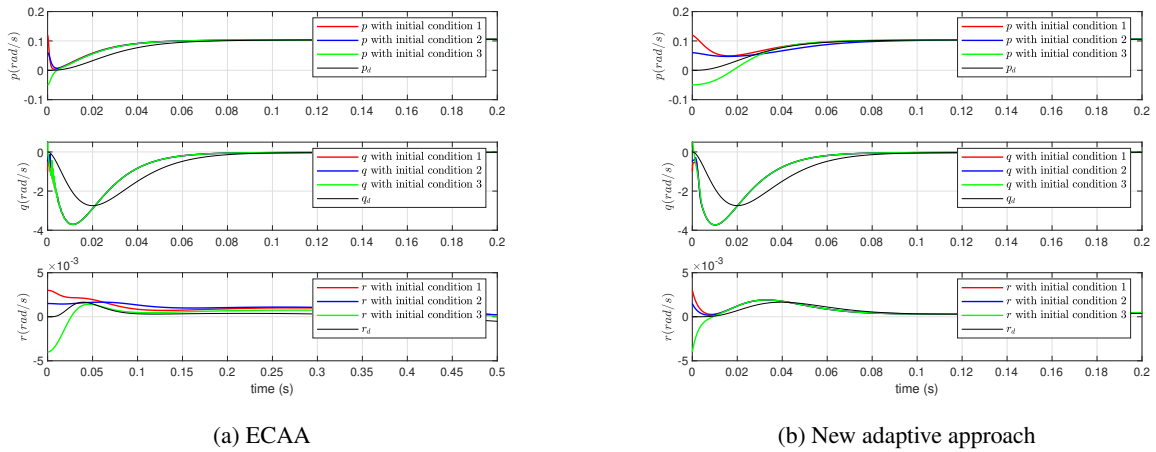 0.2
0.1
0
-0.1
p(rad/s)
p with initial condition 1
p with initial condition 2
p with initial condition 3
p_d
0 0.02 0.04 0.06 0.08 0.1 0.12 0.14 0.16 0.18 0.2
0
-2
-4
q(rad/s)
q with initial condition 1
q with initial condition 2
q with initial condition 3
q_d
0 0.02 0.04 0.06 0.08 0.1 0.12 0.14 0.16 0.18 0.2
×10⁻³
5
0
-5
r(rad/s)
r with initial condition 1
r with initial condition 2
r with initial condition 3
r_d
0 0.05 0.1 0.15 0.2 0.25 0.3 0.35 0.4 0.45 0.5
time (s)
(a) ECAA
0.2
0.1
0
-0.1
p(rad/s)
p with initial condition 1
p with initial condition 2
p with initial condition 3
p_d
0 0.02 0.04 0.06 0.08 0.1 0.12 0.14 0.16 0.18 0.2
0
-2
-4
q(rad/s)
q with initial condition 1
q with initial condition 2
q with initial condition 3
q_d
0 0.02 0.04 0.06 0.08 0.1 0.12 0.14 0.16 0.18 0.2
×10⁻³
5
0
-5
r(rad/s)
r with initial condition 1
r with initial condition 2
r with initial condition 3
r_d
0 0.02 0.04 0.06 0.08 0.1 0.12 0.14 0.16 0.18 0.2
time (s)
(b) New adaptive approach